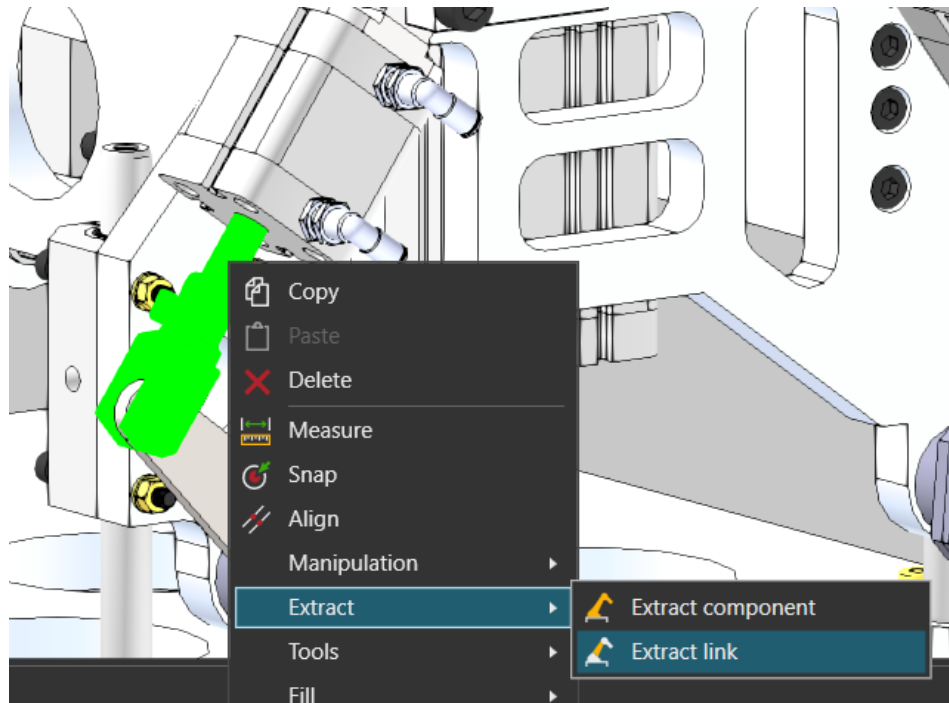 Copy
Paste
Delete
Measure
Snap
Align
Manipulation
Extract
Extract component
Tools
Extract link
Fill